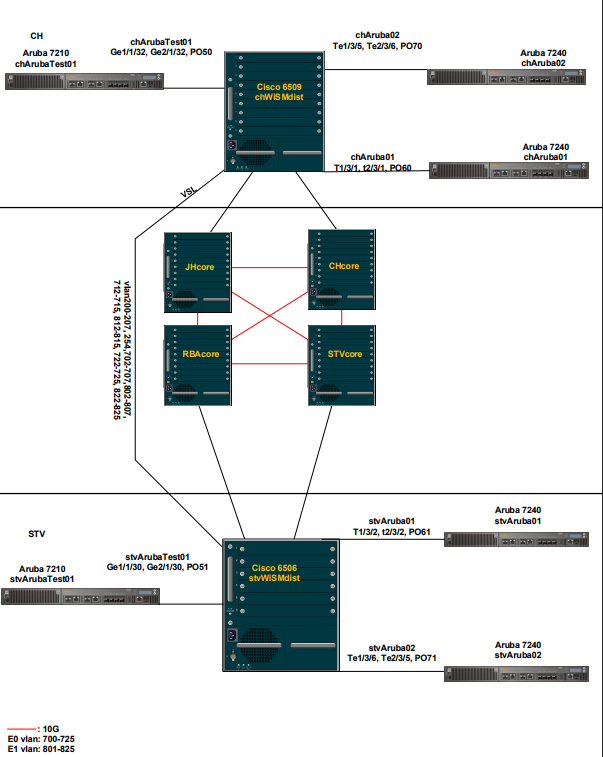 CH
Aruba 7210
chArubaTest01
chArubaTest01
Ge1/1/32, Ge2/1/32, PO50
chAruba02
Te1/3/5, Te2/3/6, PO70
Aruba 7240
chAruba02
Cisco 6509
chWiSMdist
chAruba01
T1/3/1, t2/3/1, PO60
Aruba 7240
chAruba01
VSL
JHcore
CHcore
RBAcore
STVcore
vlan200-207, 254,702-707,802-807,
712-715, 812-815, 722-725, 822-825
STV
Aruba 7210
stvArubaTest01
stvArubaTest01
Ge1/1/30, Ge2/1/30, PO51
Cisco 6506
stvWiSMdist
stvAruba01
T1/3/2, t2/3/2, PO61
Aruba 7240
stvAruba01
stvAruba02
Te1/3/6, Te2/3/5, PO71
Aruba 7240
stvAruba02
: 10G
E0 vlan: 700-725
E1 vlan: 801-825